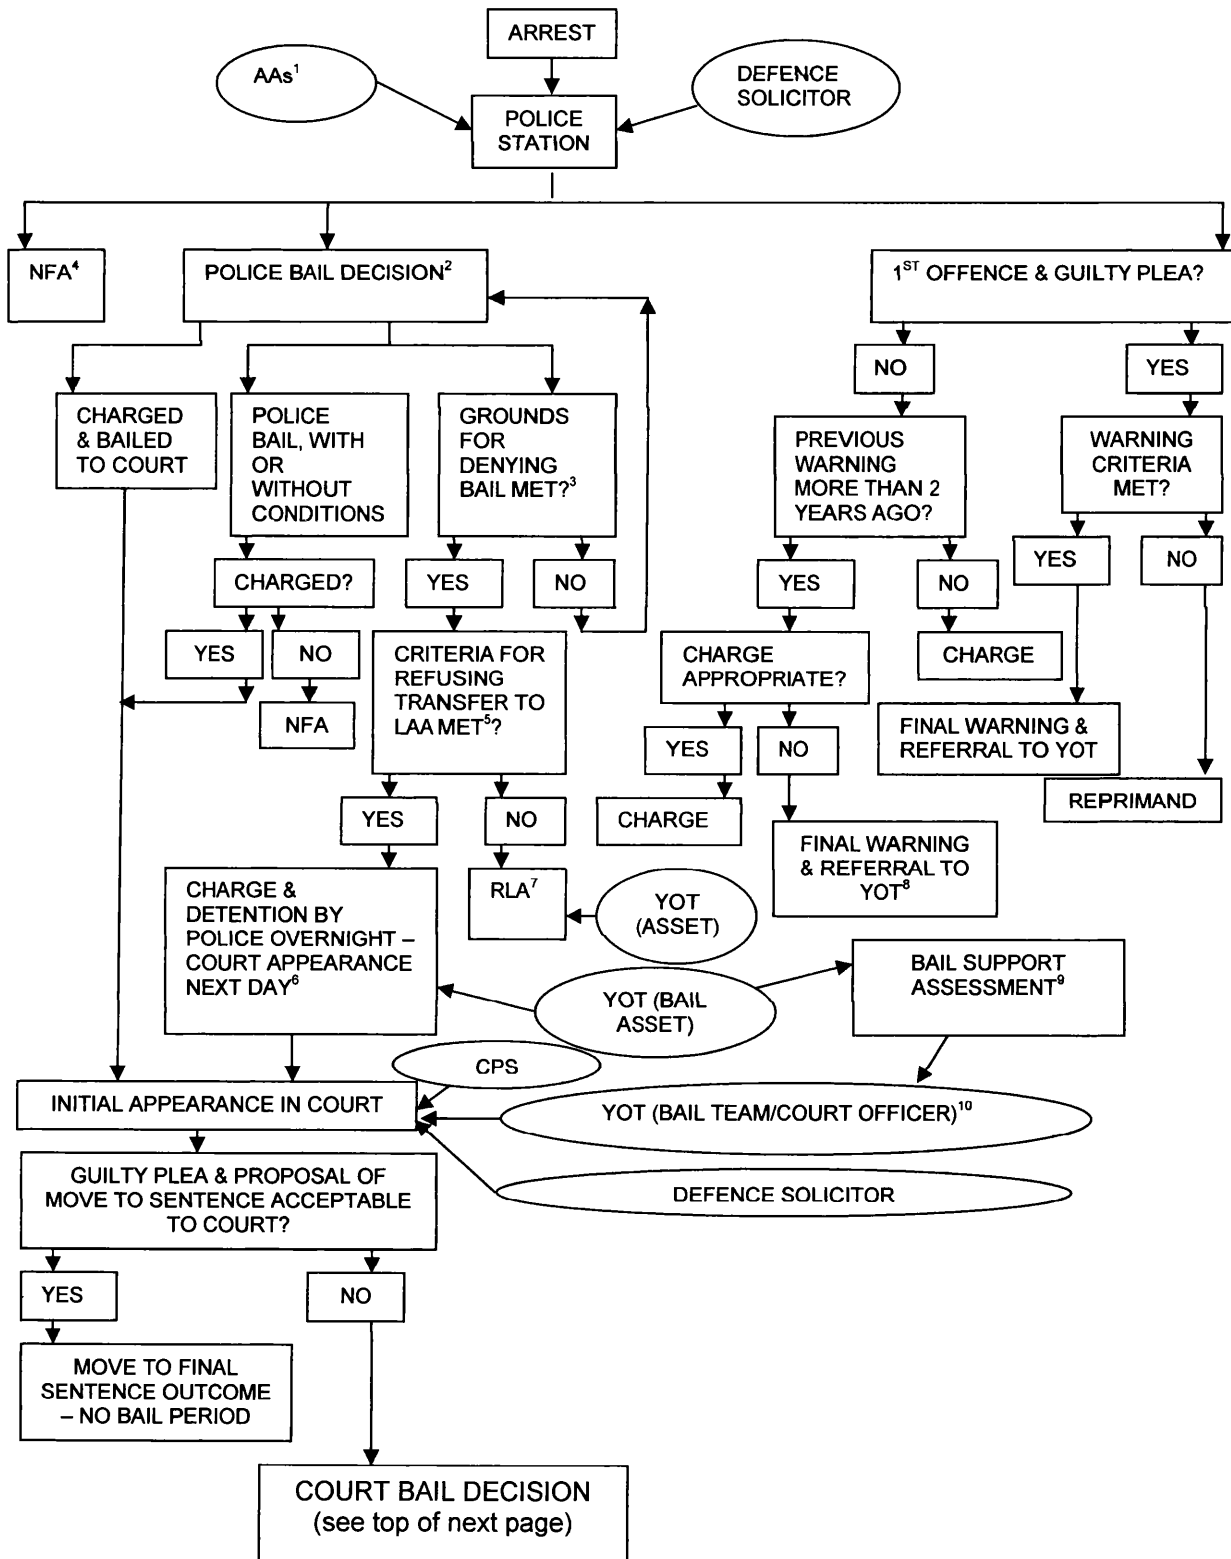 ARREST
AAs¹
DEFENCE
SOLICITOR
POLICE
STATION
NFA⁴
POLICE BAIL DECISION²
1ST OFFENCE & GUILTY PLEA?
NO
YES
CHARGED
& BAILED
TO COURT
POLICE
BAIL, WITH
OR
WITHOUT
CONDITIONS
GROUNDS
FOR
DENYING
BAIL MET?³
PREVIOUS
WARNING
MORE THAN 2
YEARS AGO?
WARNING
CRITERIA
MET?
CHARGED?
YES
NO
YES
NO
YES
NO
YES
NO
CRITERIA FOR
REFUSING
TRANSFER TO
LAA MET⁵?
CHARGE
APPROPRIATE?
CHARGE
NFA
YES
NO
FINAL WARNING &
REFERRAL TO YOT
REPRIMAND
YES
NO
CHARGE
FINAL WARNING
& REFERRAL TO
YOT⁸
CHARGE &
DETENTION BY
POLICE OVERNIGHT –
COURT APPEARANCE
NEXT DAY⁶
RLA⁷
YOT
(ASSET)
YOT (BAIL
ASSET)
BAIL SUPPORT
ASSESSMENT⁹
CPS
INITIAL APPEARANCE IN COURT
YOT (BAIL TEAM/COURT OFFICER)¹⁰
DEFENCE SOLICITOR
GUILTY PLEA & PROPOSAL OF
MOVE TO SENTENCE ACCEPTABLE
TO COURT?
YES
NO
MOVE TO FINAL
SENTENCE OUTCOME
– NO BAIL PERIOD
COURT BAIL DECISION
(see top of next page)